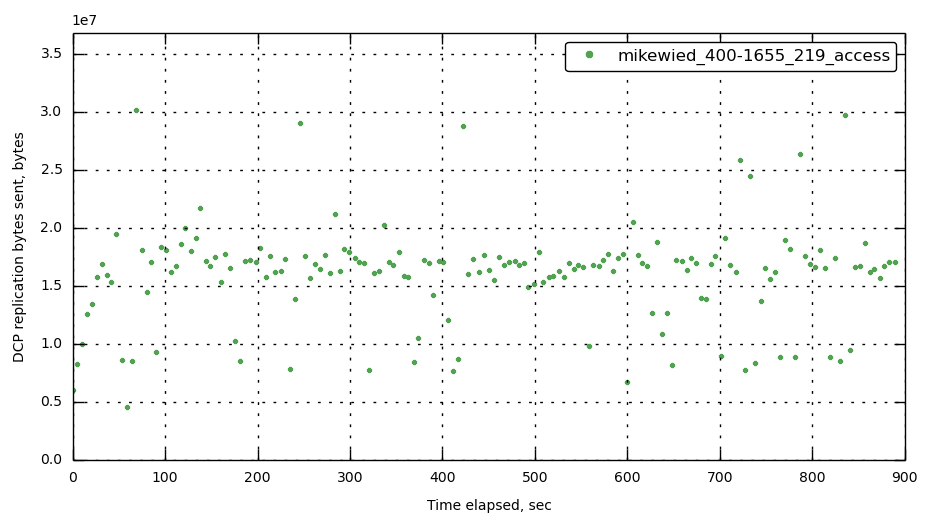 1e7
mikewied_400-1655_219_access
3.5
3.0
2.5
2.0
1.5
1.0
0.5
0.0
DCP replication bytes sent, bytes
0 100 200 300 400 500 600 700 800 900
Time elapsed, sec